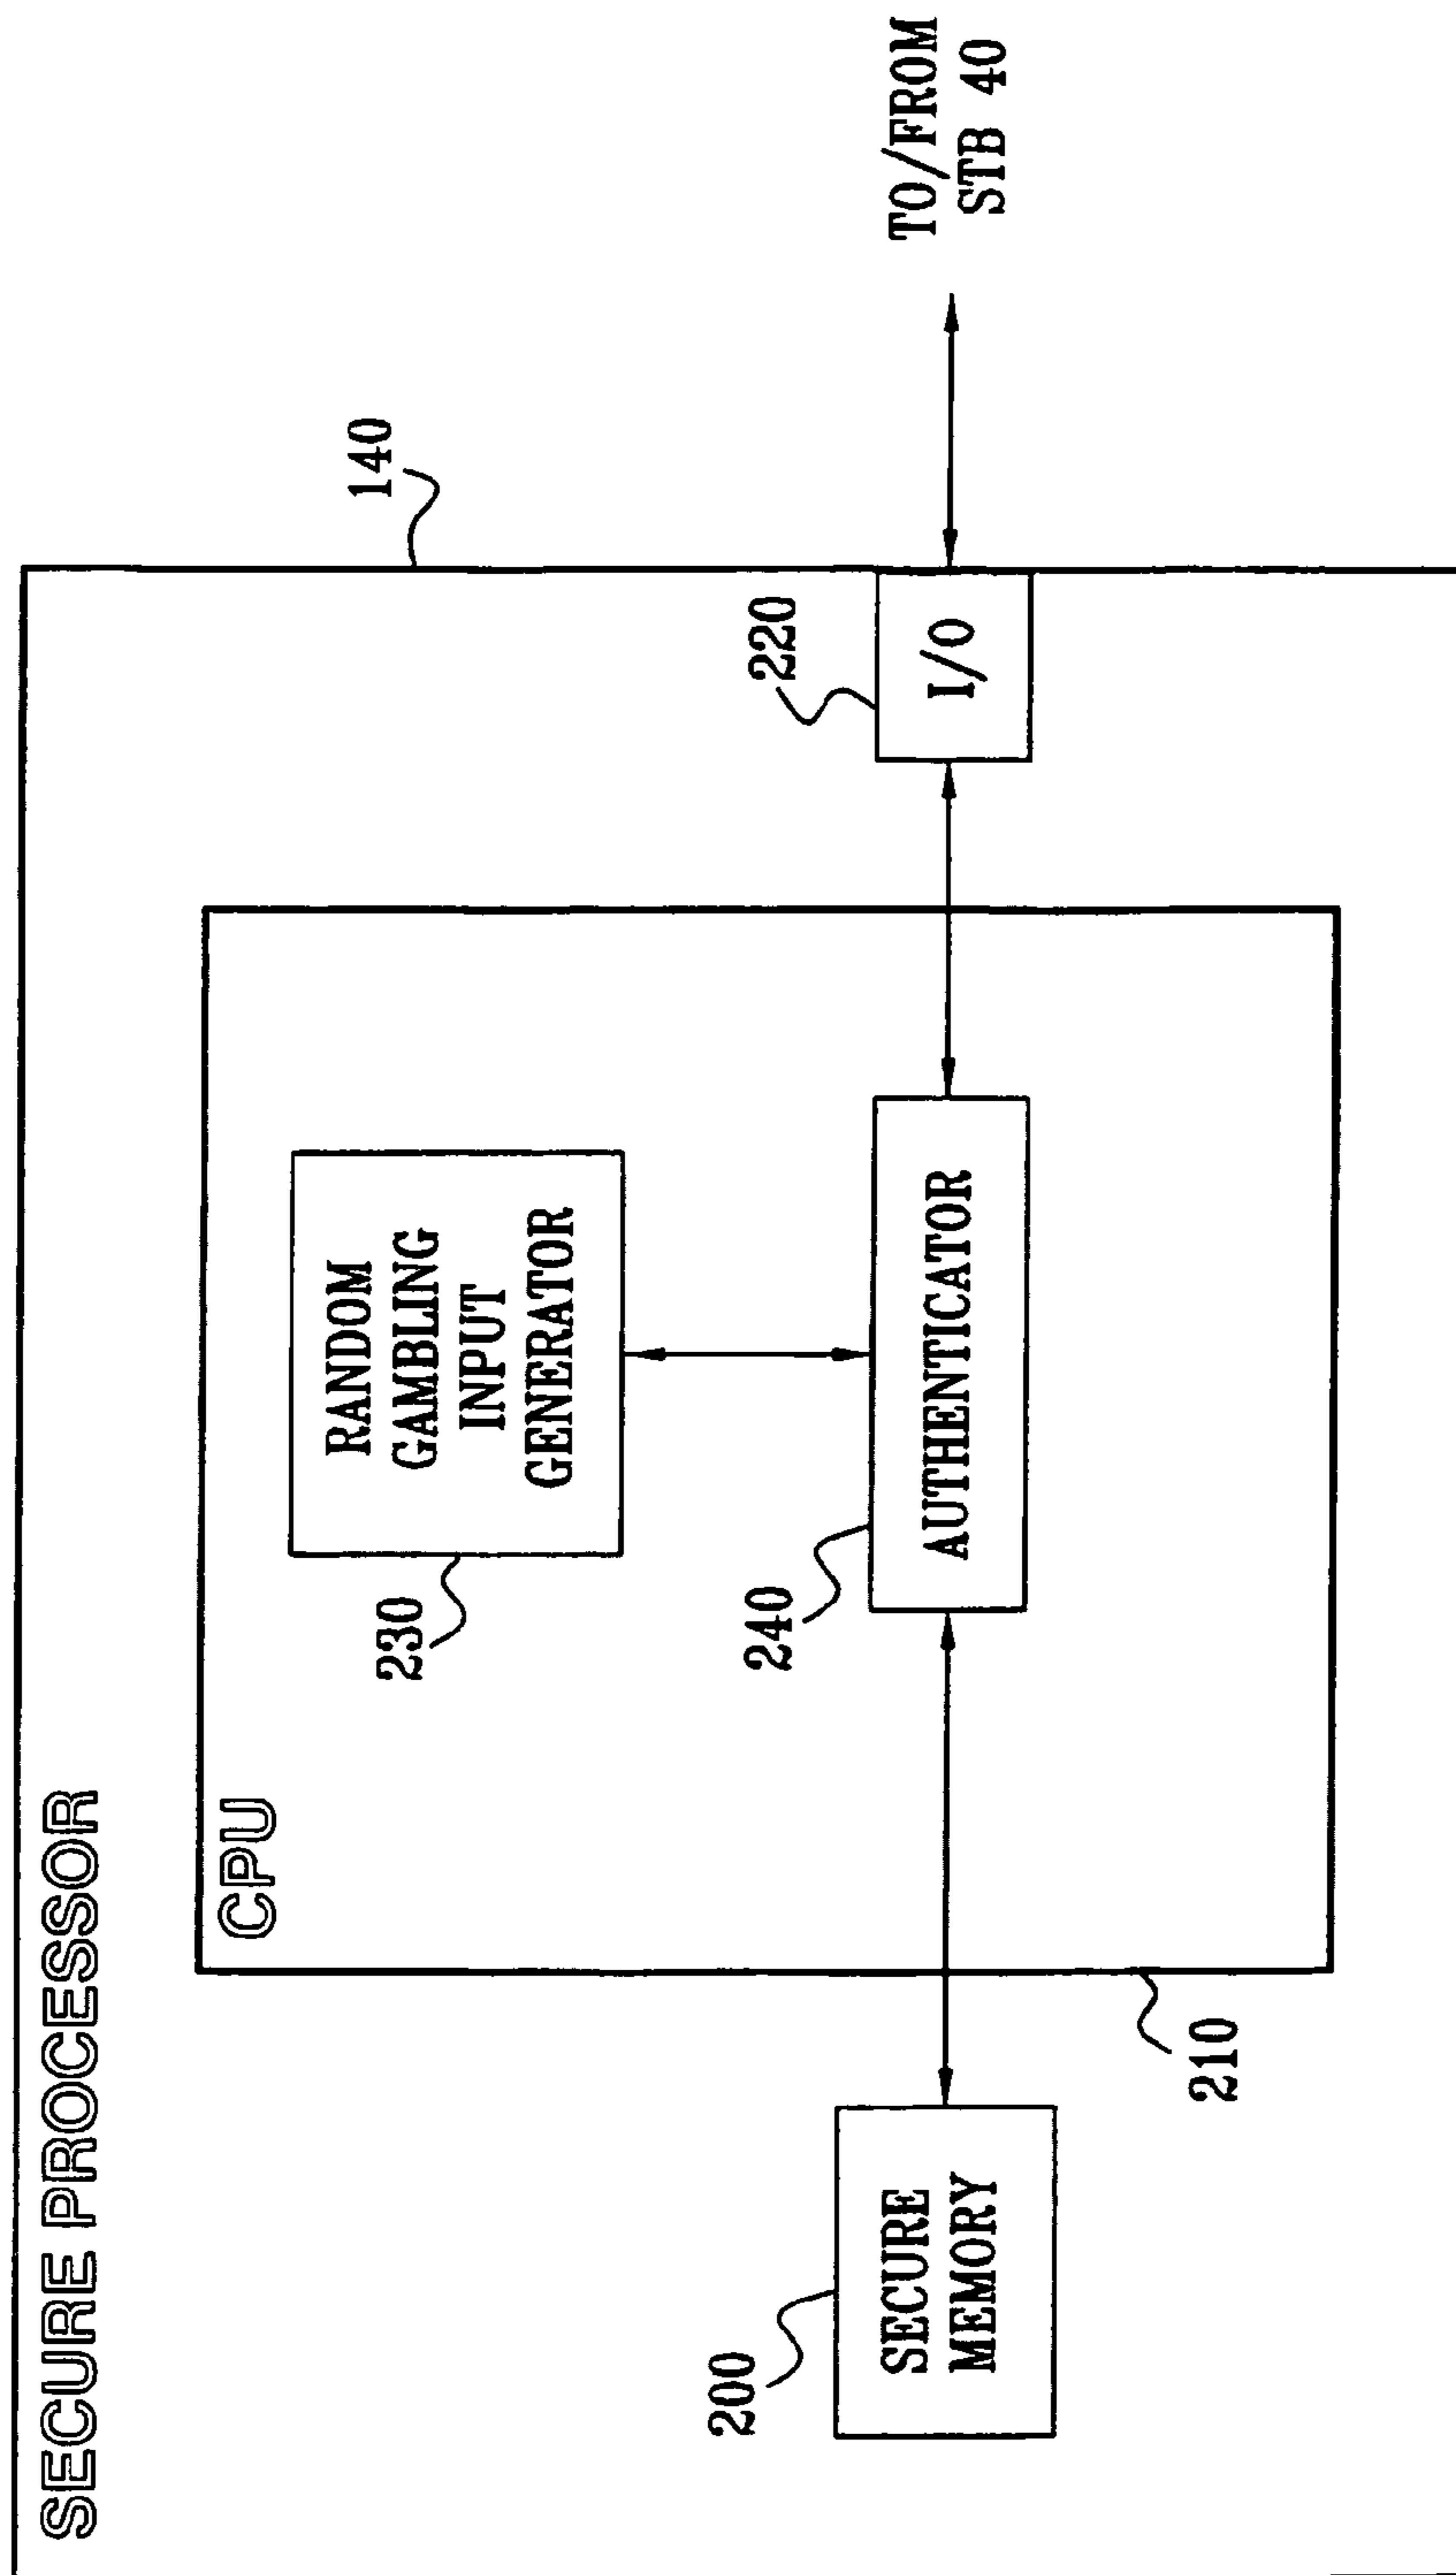 SECURE PROCESSOR
140
CPU
230
RANDOM
GAMBLING
INPUT
GENERATOR
200
SECURE
MEMORY
240
AUTHENTICATOR
220
I/O
TO/FROM
STB 40
210